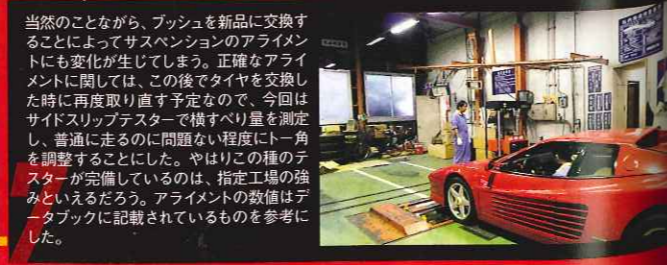 当然のことながら、ブッシュを新品に交換す
ることによってサスペンションのアライメン
トにも変化が生じてしまう。正確なアライ
メントに関しては、この後でタイヤを交換し
た時に再度取り直す予定なので、今回は
サイドスリップテスターで横すべり量を測定
し、普通に走るのに問題ない程度にトー角
を調整することにした。やはりこの種のテ
スターが完備しているのは、指定工場の強
みといえるだろう。アライメントの数値はデ
ータブックに記載されているものを参考に
した。